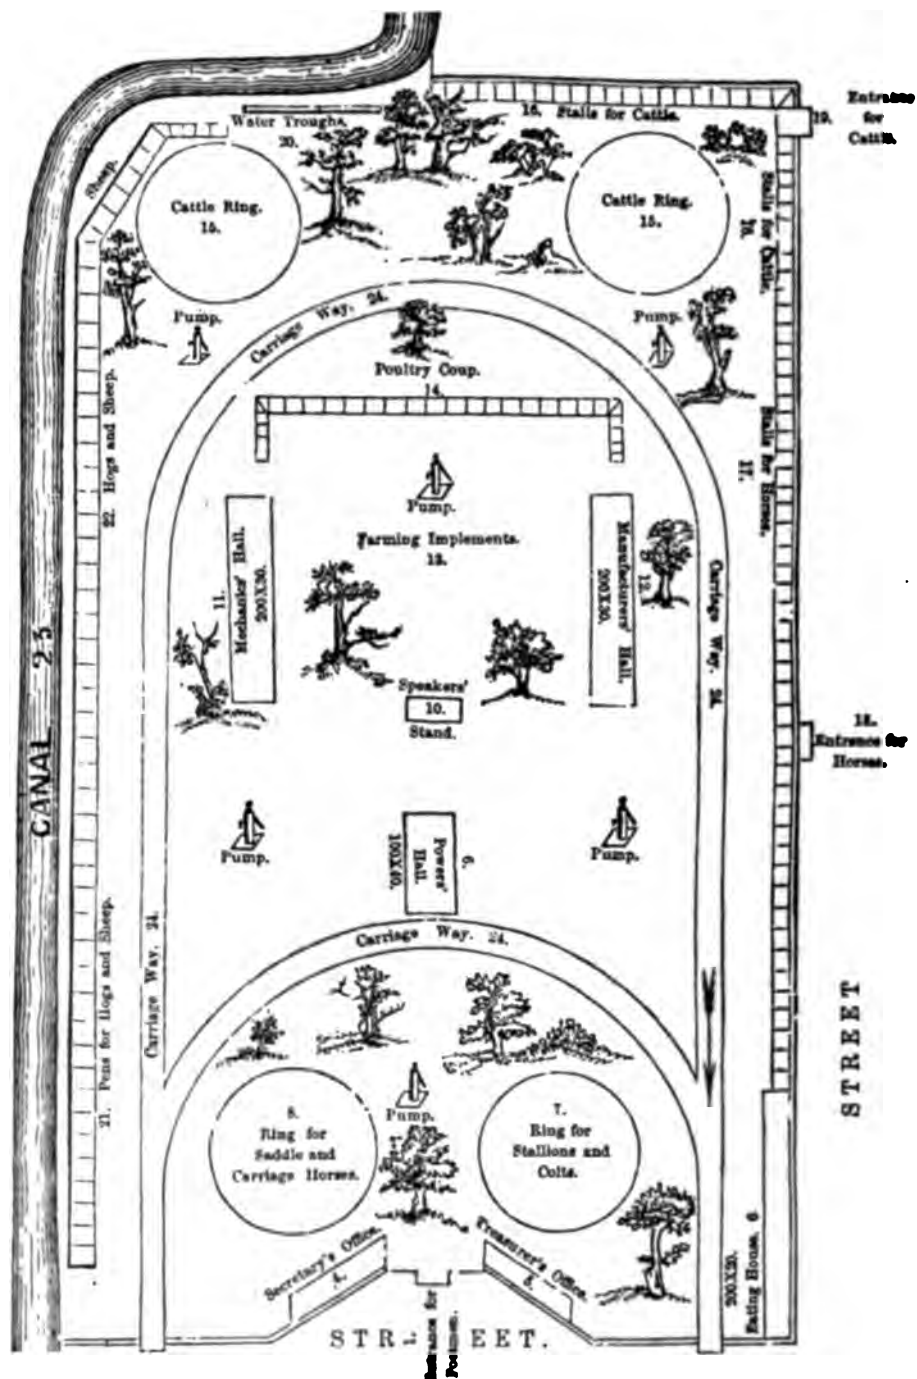 Entrance
for
Cattle.
19.
16. Stalls for Cattle.
Water Troughs.
20.
Sheep.
Cattle Ring.
15.
Cattle Ring.
15.
Stalls for Cattle.
16.
Carriage Way. 24.
Pump.
Pump.
Poultry Coup.
14.
22. Hogs and Sheep.
Stalls for Horses.
17.
Pump.
Farming Implements.
13.
11.
Mechanics' Hall.
200X30.
Manufacturers' Hall.
200X30.
12.
Carriage Way. 24.
Speakers'
10.
Stand.
18.
Entrance for
Horses.
CANAL 23
Pump.
Pump.
Powers'
Hall.
100X40.
Carriage Way. 24.
Carriage Way. 24.
21. Pens for Hogs and Sheep.
STREET
Pump.
8.
Ring for
Saddle and
Carriage Horses.
7.
Ring for
Stallions and
Colts.
Secretary's Office.
4.
Treasurer's Office.
5.
200X20.
Eating House. 6.
STR EET.